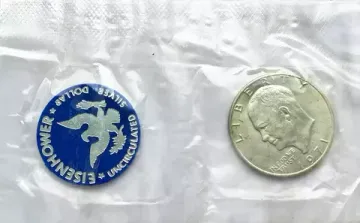 EISENHOWER
★ UNCIRCULATED ★
SILVER
DOLLAR
LIBERTY
1971